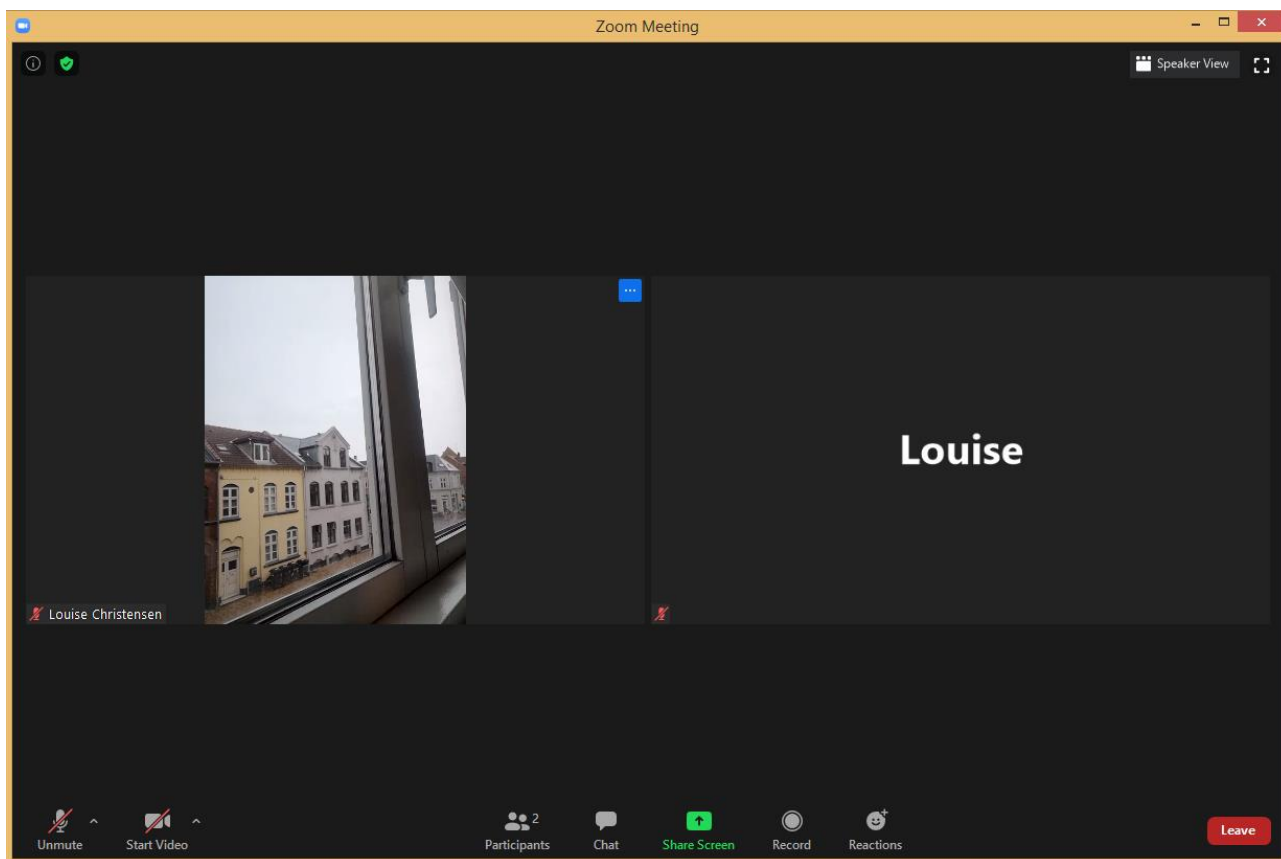 Zoom Meeting
Speaker View
Louise
Louise Christensen
Unmute
Start Video
2
Participants
Chat
Share Screen
Record
Reactions
Leave